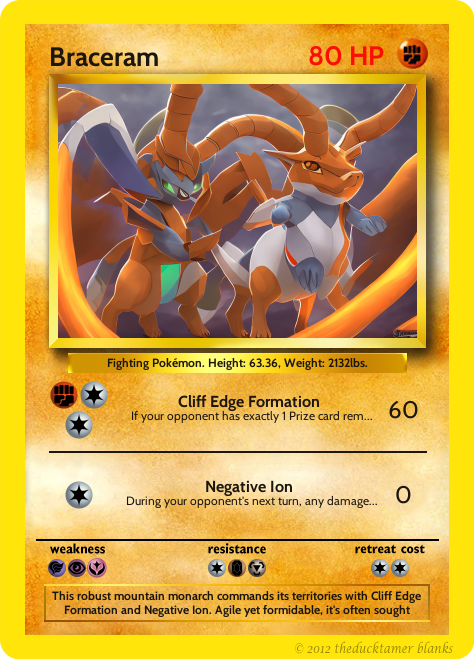 Braceram
80 HP
Fighting Pokémon. Height: 63.36, Weight: 2132lbs.
Cliff Edge Formation
If your opponent has exactly 1 Prize card rem...
60
Negative Ion
During your opponent's next turn, any damage...
0
weakness
resistance
retreat cost
This robust mountain monarch commands its territories with Cliff Edge
Formation and Negative Ion. Agile yet formidable, it's often sought
© 2012 theducktamer blanks